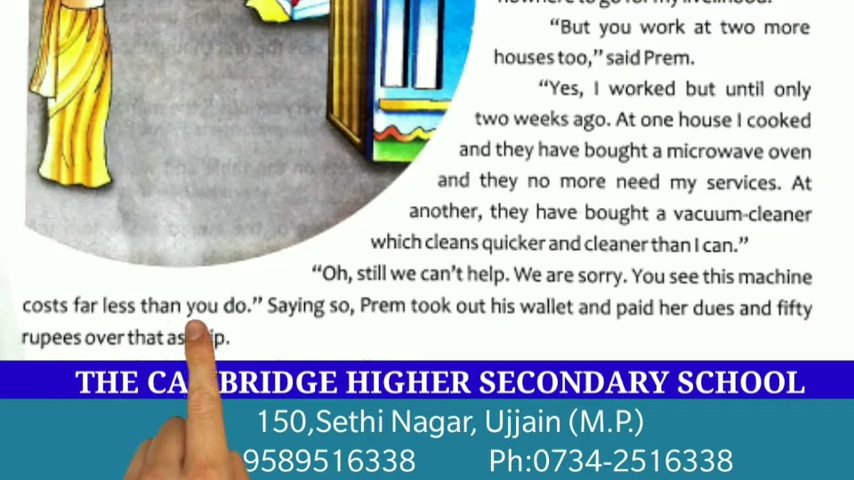 "But you work at two more
houses too," said Prem.
"Yes, I worked but until only
two weeks ago. At one house I cooked
and they have bought a microwave oven
and they no more need my services. At
another, they have bought a vacuum-cleaner
which cleans quicker and cleaner than I can."
"Oh, still we can't help. We are sorry. You see this machine
costs far less than you do." Saying so, Prem took out his wallet and paid her dues and fifty
rupees over that as
THE CAMBRIDGE HIGHER SECONDARY SCHOOL
150,Sethi Nagar, Ujjain (M.P.)
9589516338 Ph:0734-2516338